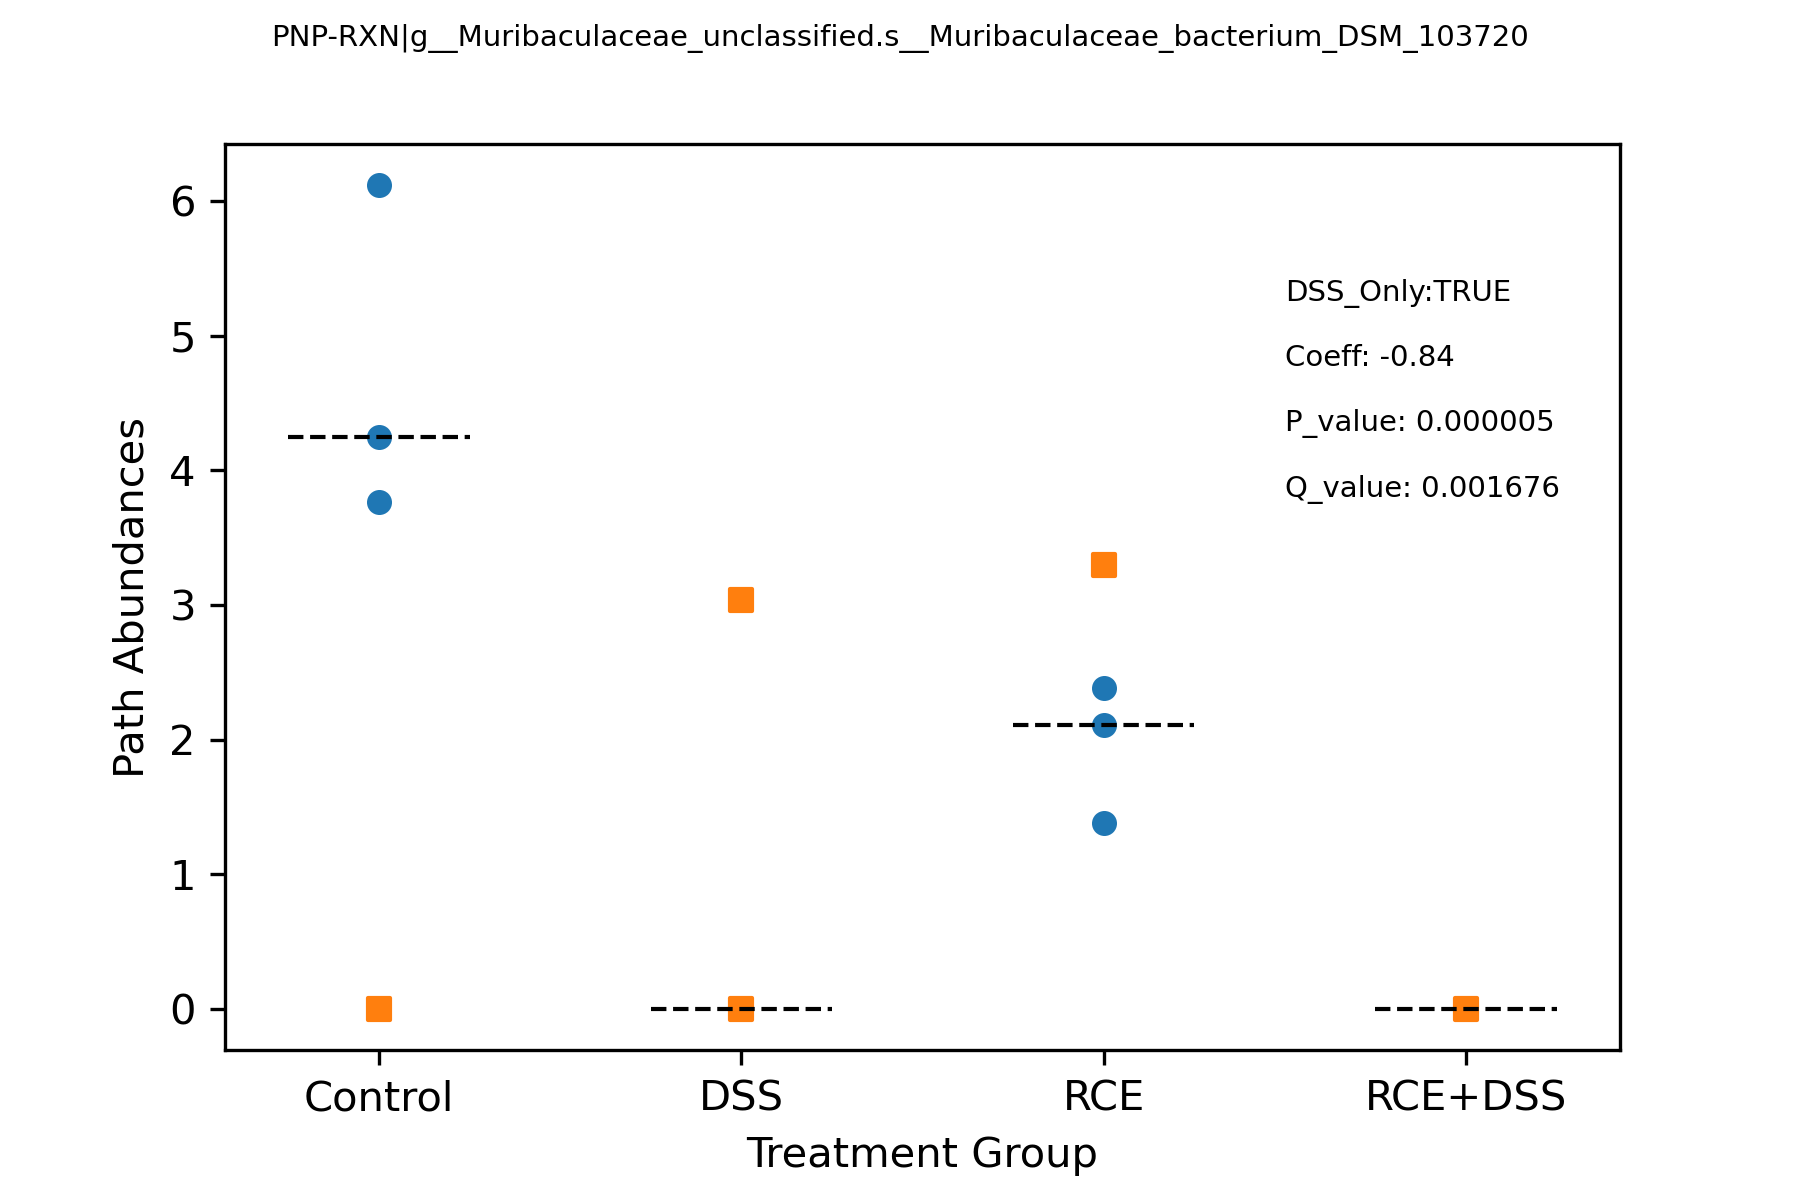 PNP-RXN|g__Muribaculaceae_unclassified.s__Muribaculaceae_bacterium_DSM_103720
6
5
4
3
2
1
0
Path Abundances
DSS_Only:TRUE
Coeff: -0.84
P_value: 0.000005
Q_value: 0.001676
Control DSS RCE RCE+DSS
Treatment Group